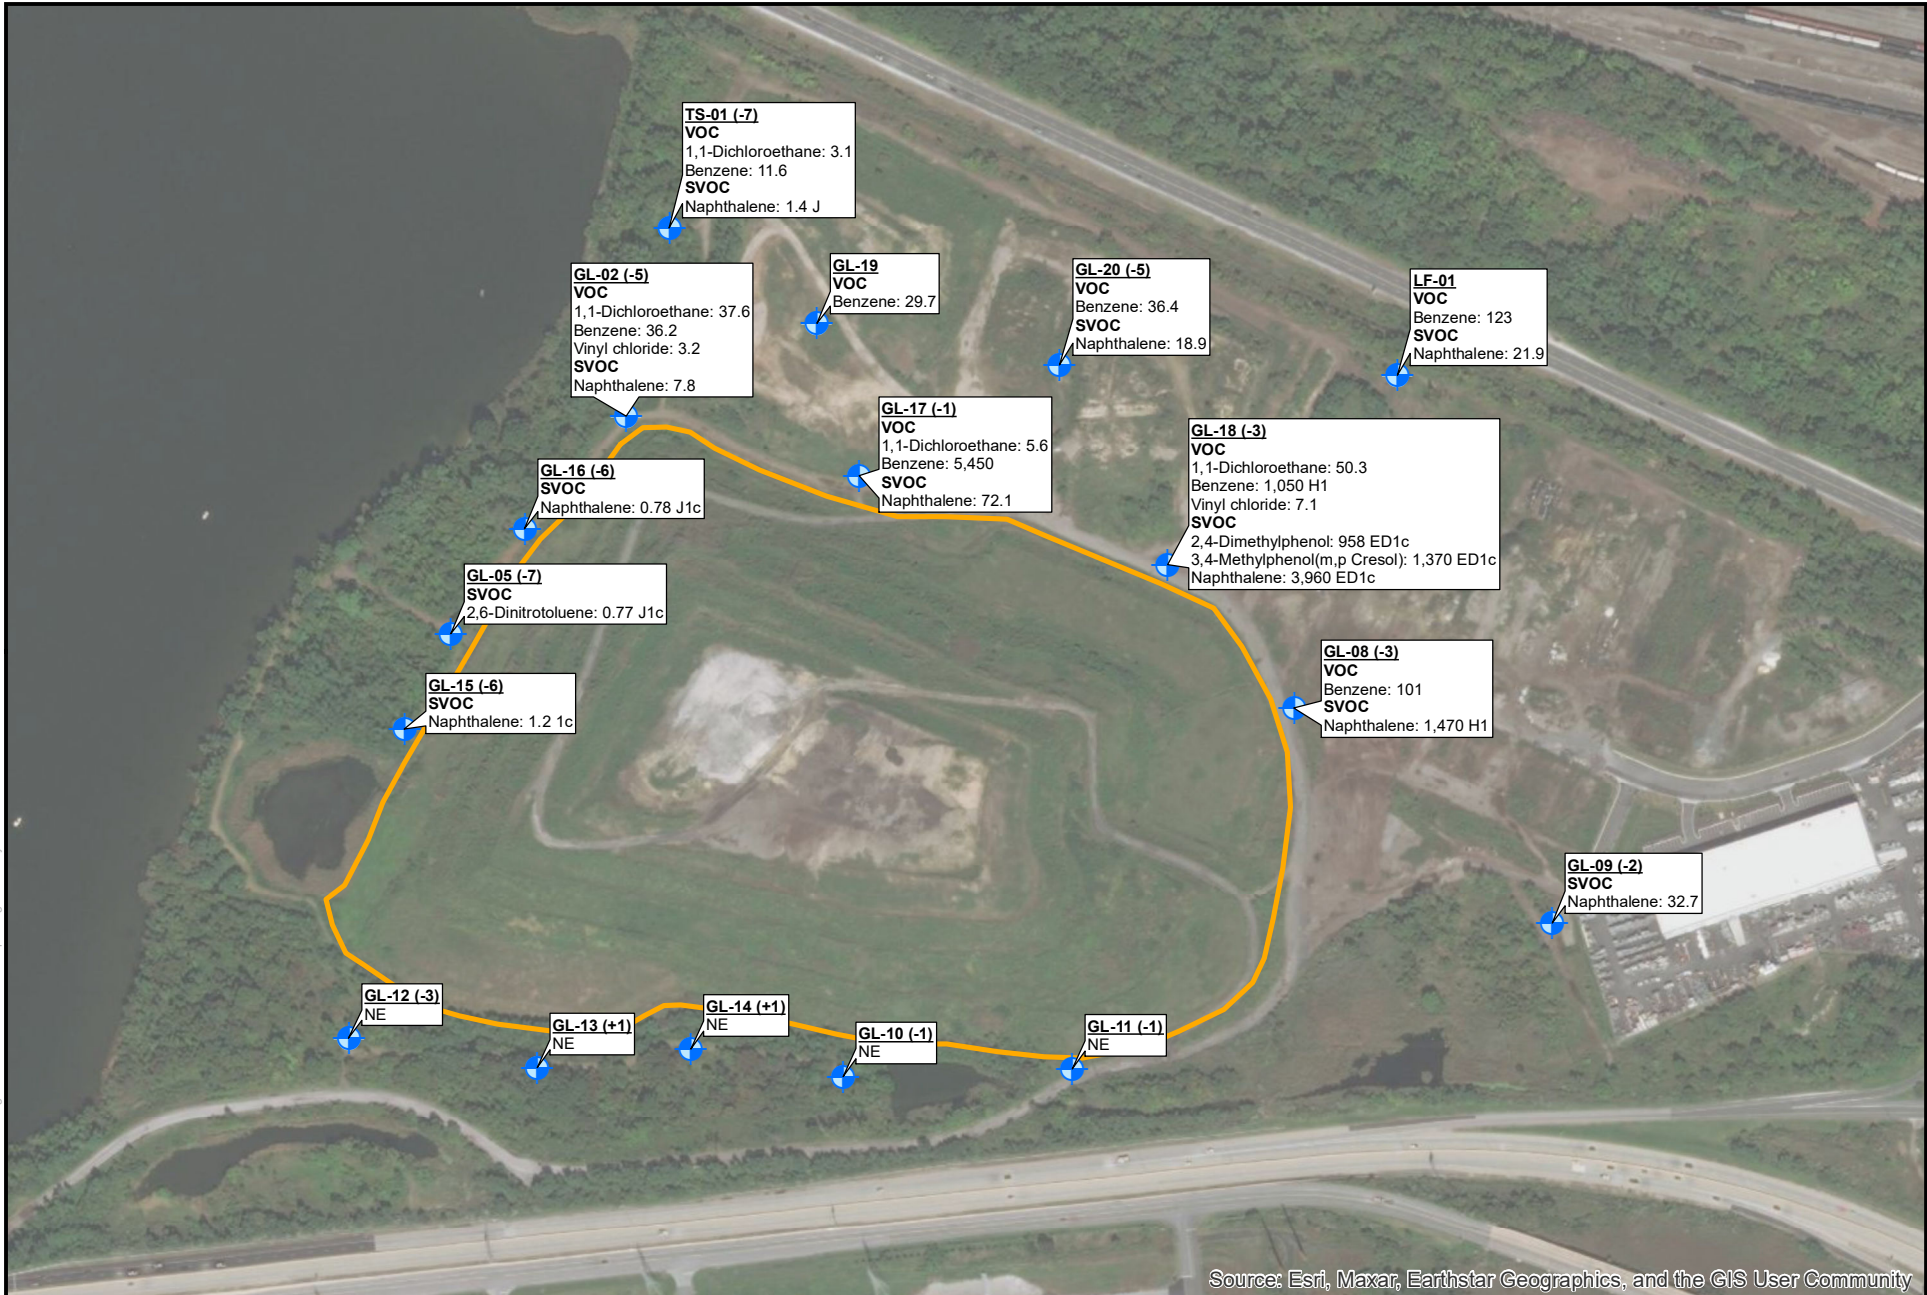 TS-01 (-7)
VOC
1,1-Dichloroethane: 3.1
Benzene: 11.6
SVOC
Naphthalene: 1.4 J
GL-02 (-5)
VOC
1,1-Dichloroethane: 37.6
Benzene: 36.2
Vinyl chloride: 3.2
SVOC
Naphthalene: 7.8
GL-19
VOC
Benzene: 29.7
GL-20 (-5)
VOC
Benzene: 36.4
SVOC
Naphthalene: 18.9
LF-01
VOC
Benzene: 123
SVOC
Naphthalene: 21.9
GL-17 (-1)
VOC
1,1-Dichloroethane: 5.6
Benzene: 5,450
SVOC
Naphthalene: 72.1
GL-18 (-3)
VOC
1,1-Dichloroethane: 50.3
Benzene: 1,050 H1
Vinyl chloride: 7.1
SVOC
2,4-Dimethylphenol: 958 ED1c
3,4-Methylphenol(m,p Cresol): 1,370 ED1c
Naphthalene: 3,960 ED1c
GL-16 (-6)
SVOC
Naphthalene: 0.78 J1c
GL-05 (-7)
SVOC
2,6-Dinitrotoluene: 0.77 J1c
GL-15 (-6)
SVOC
Naphthalene: 1.2 1c
GL-08 (-3)
VOC
Benzene: 101
SVOC
Naphthalene: 1,470 H1
GL-09 (-2)
SVOC
Naphthalene: 32.7
GL-12 (-3)
NE
GL-13 (+1)
NE
GL-14 (+1)
NE
GL-10 (-1)
NE
GL-11 (-1)
NE
Source: Esri, Maxar, Earthstar Geographics, and the GIS User Community